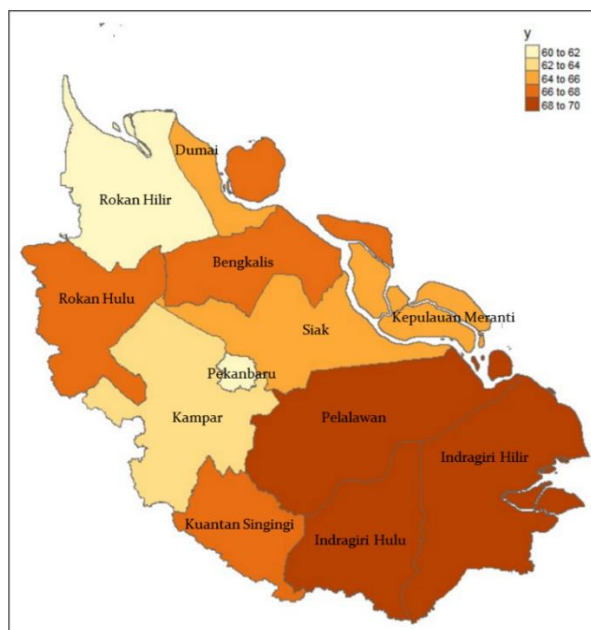 y
60 to 62
62 to 64
64 to 66
66 to 68
68 to 70
Dumai
Rokan Hilir
Bengkalis
Rokan Hulu
Kepulauan Meranti
Siak
Pekanbaru
Kampar
Pelalawan
Indragiri Hilir
Kuantan Singingi
Indragiri Hulu